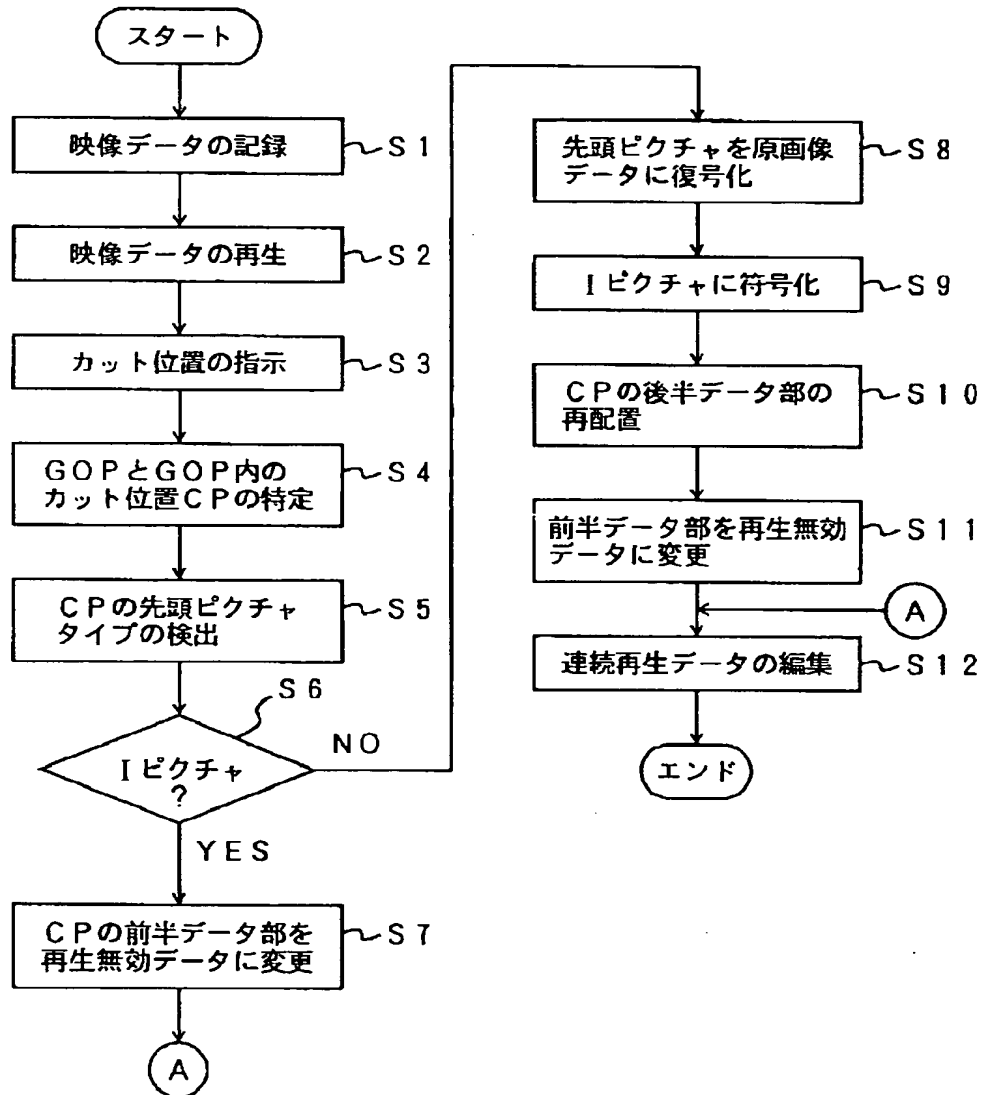 スタート
映像データの記録
S1
映像データの再生
S2
カット位置の指示
S3
GOPとGOP内の
カット位置CPの特定
S4
CPの先頭ピクチャ
タイプの検出
S5
S6
Iピクチャ
?
NO
YES
CPの前半データ部を
再生無効データに変更
S7
A
先頭ピクチャを原画像
データに復号化
S8
Iピクチャに符号化
S9
CPの後半データ部の
再配置
S10
前半データ部を再生無効
データに変更
S11
A
連続再生データの編集
S12
エンド